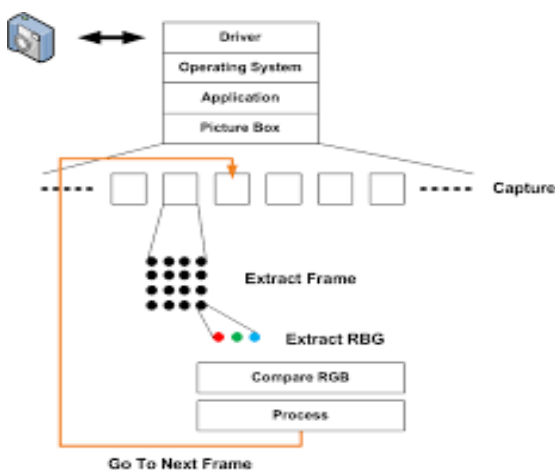 Driver
Operating System
Application
Picture Box
Capture
Extract Frame
Extract RBG
Compare RGB
Process
Go To Next Frame